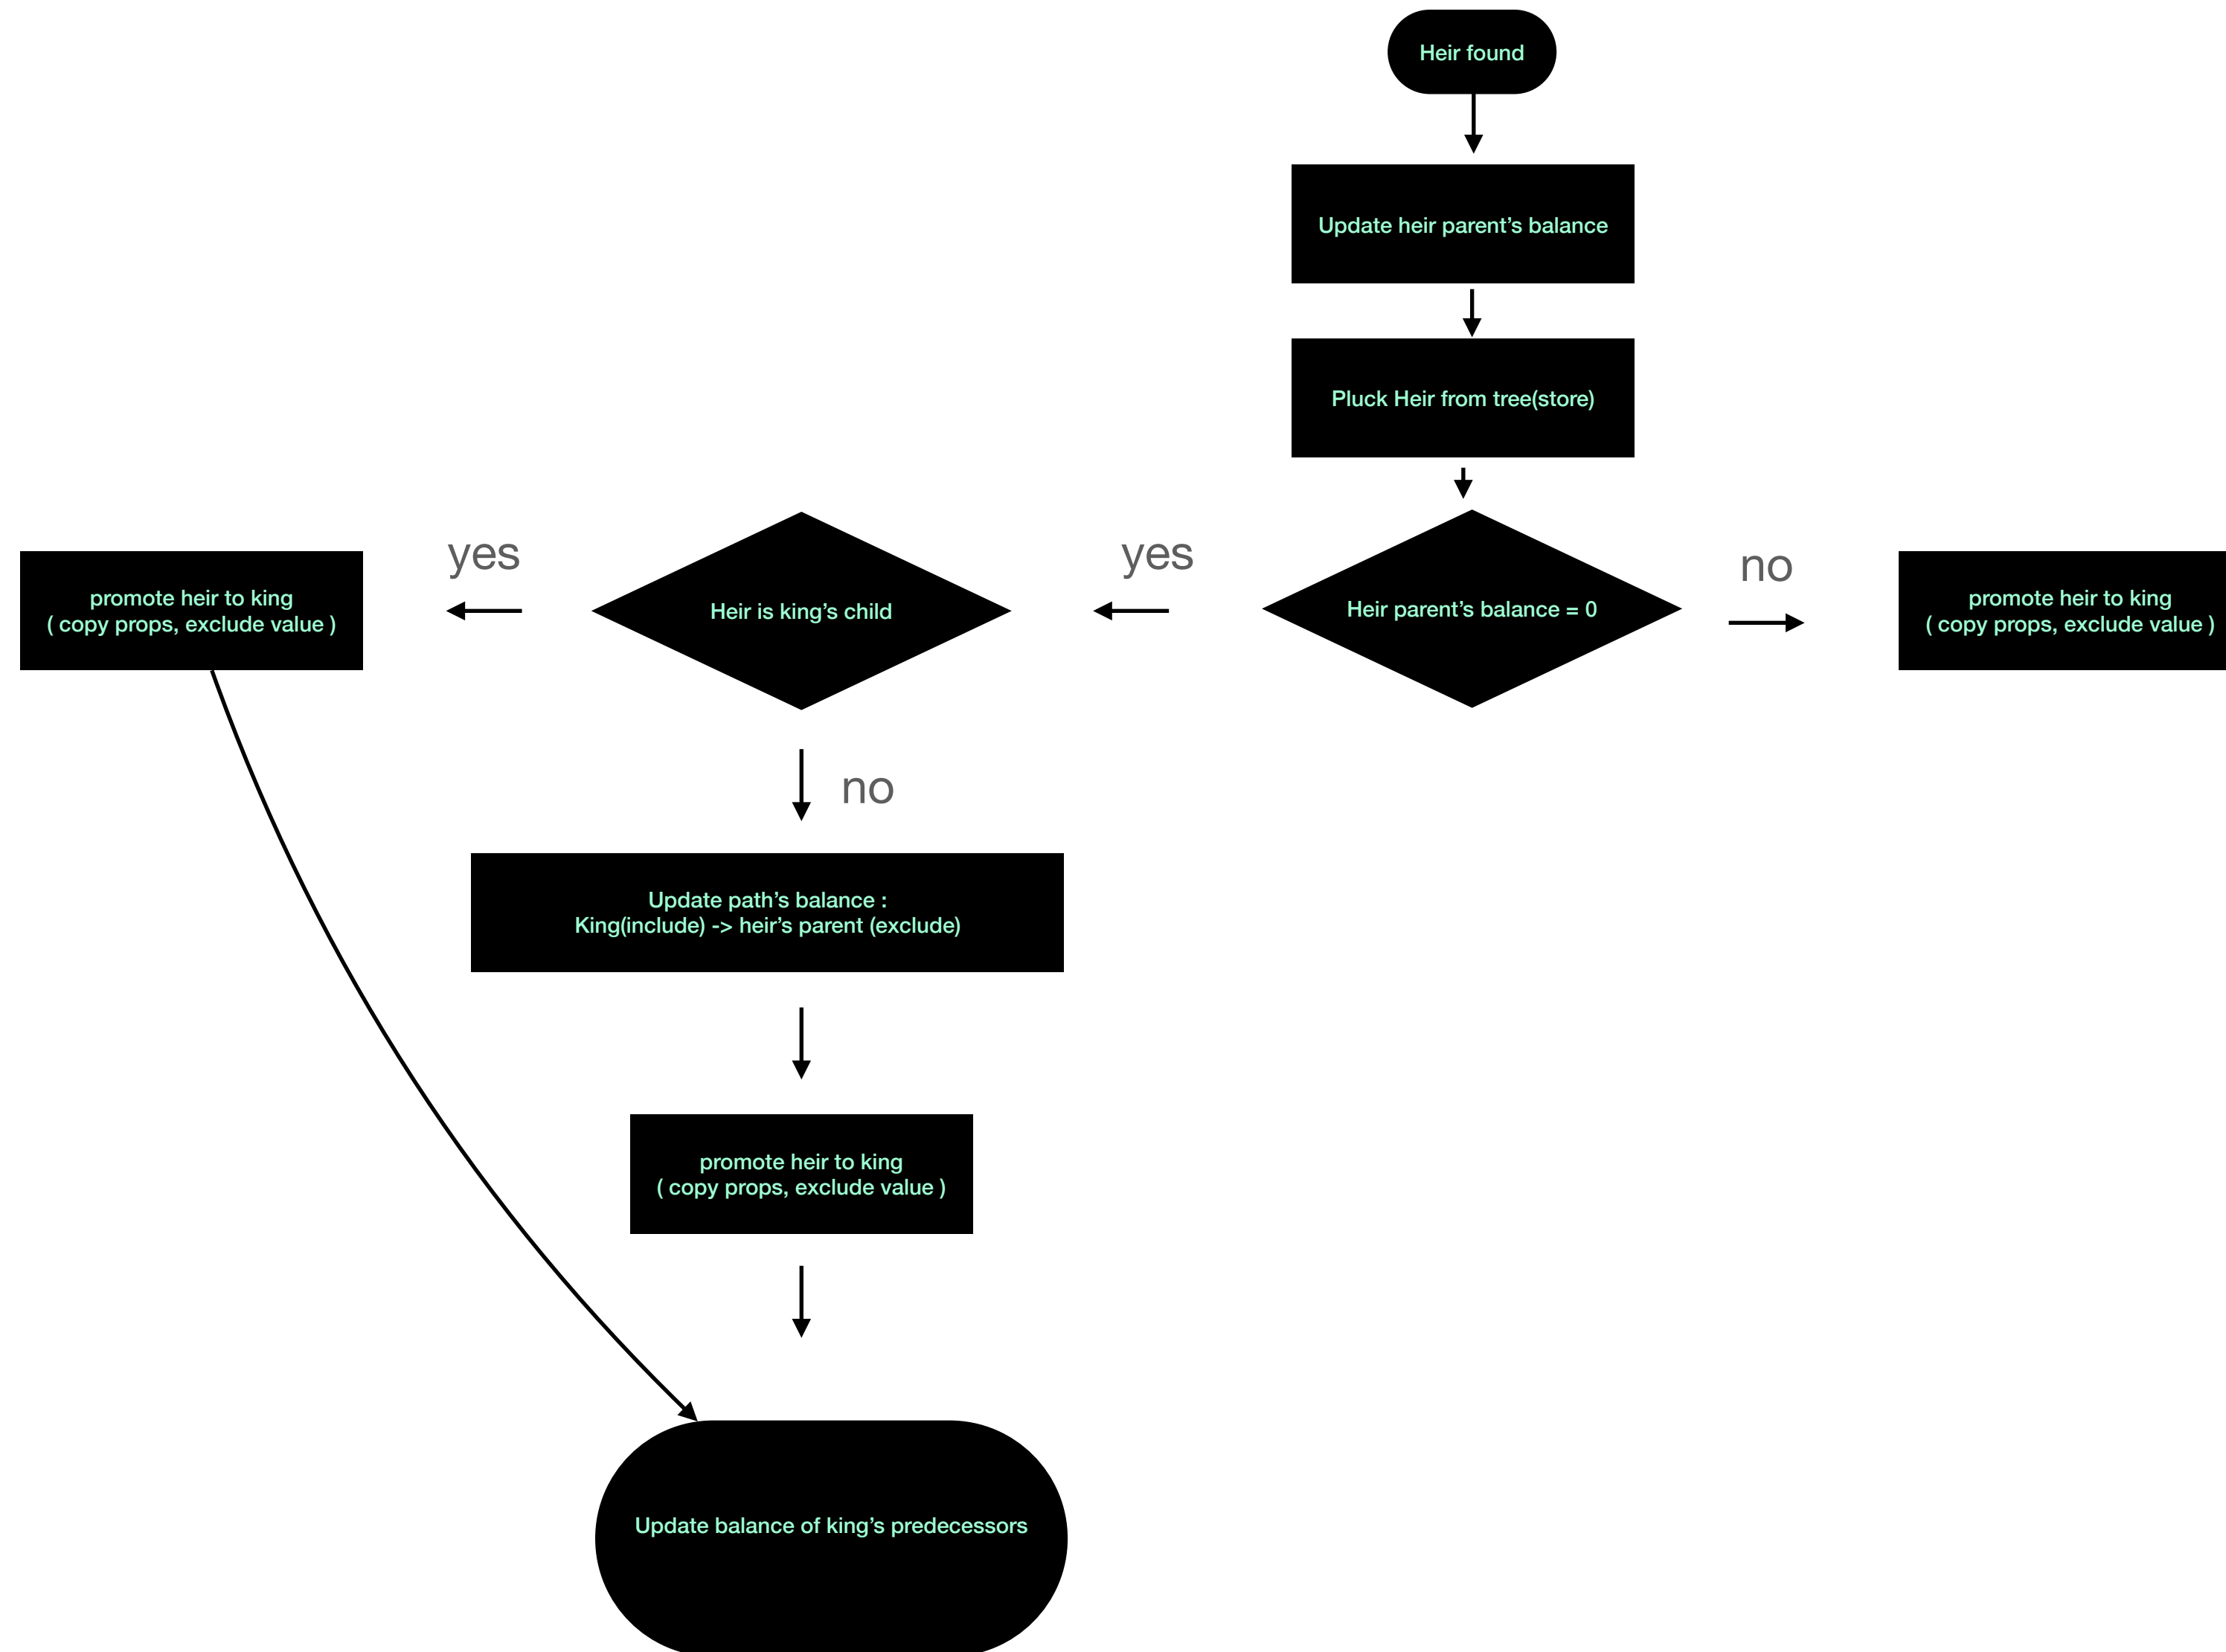 Heir found
Update heir parent’s balance
Pluck Heir from tree(store)
Heir parent’s balance = 0
yes
no
Heir is king’s child
yes
no
promote heir to king
( copy props, exclude value )
promote heir to king
( copy props, exclude value )
Update path’s balance :
King(include) -> heir’s parent (exclude)
promote heir to king
( copy props, exclude value )
Update balance of king’s predecessors